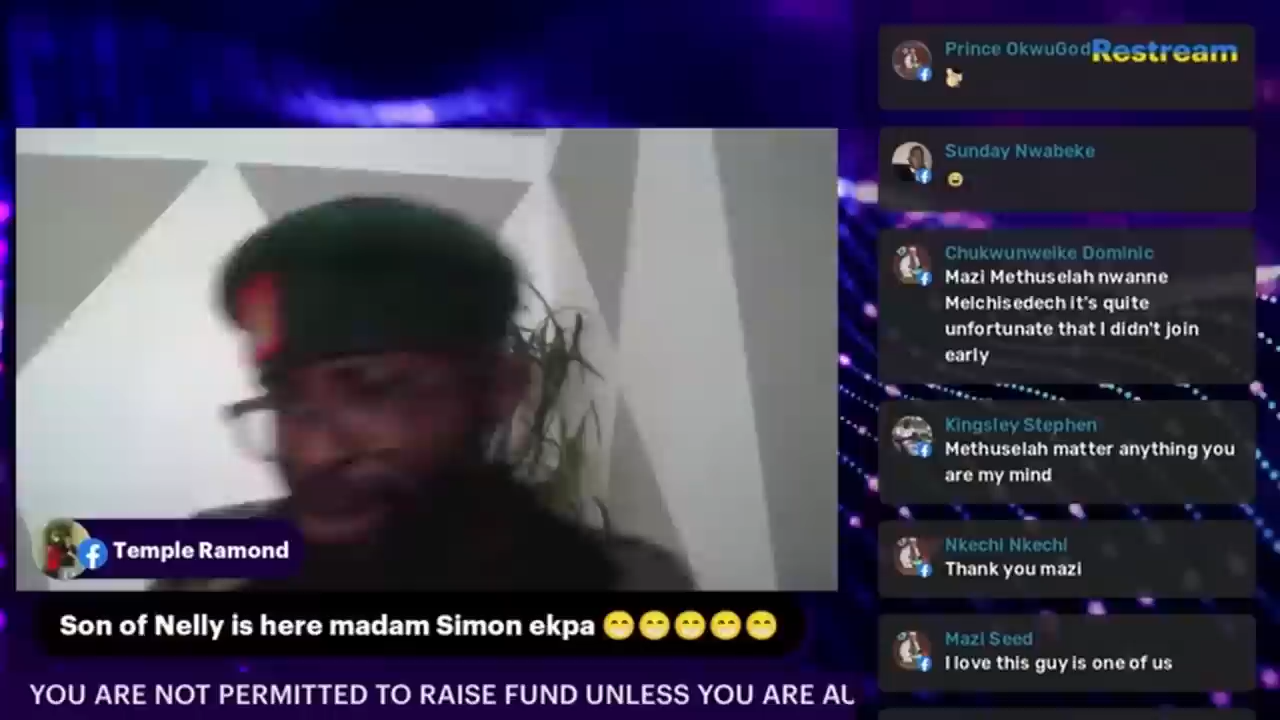 Prince OkwuGod
Restream
Sunday Nwabeke
Chukwunweike Dominic
Mazi Methuselah nwanne
Melchisedech it's quite
unfortunate that I didn't join
early
Kingsley Stephen
Methuselah matter anything you
are my mind
Nkechi Nkechi
Thank you mazi
Mazi Seed
I love this guy is one of us
Temple Ramond
Son of Nelly is here madam Simon ekpa 😁😁😁😁😁
YOU ARE NOT PERMITTED TO RAISE FUND UNLESS YOU ARE AU